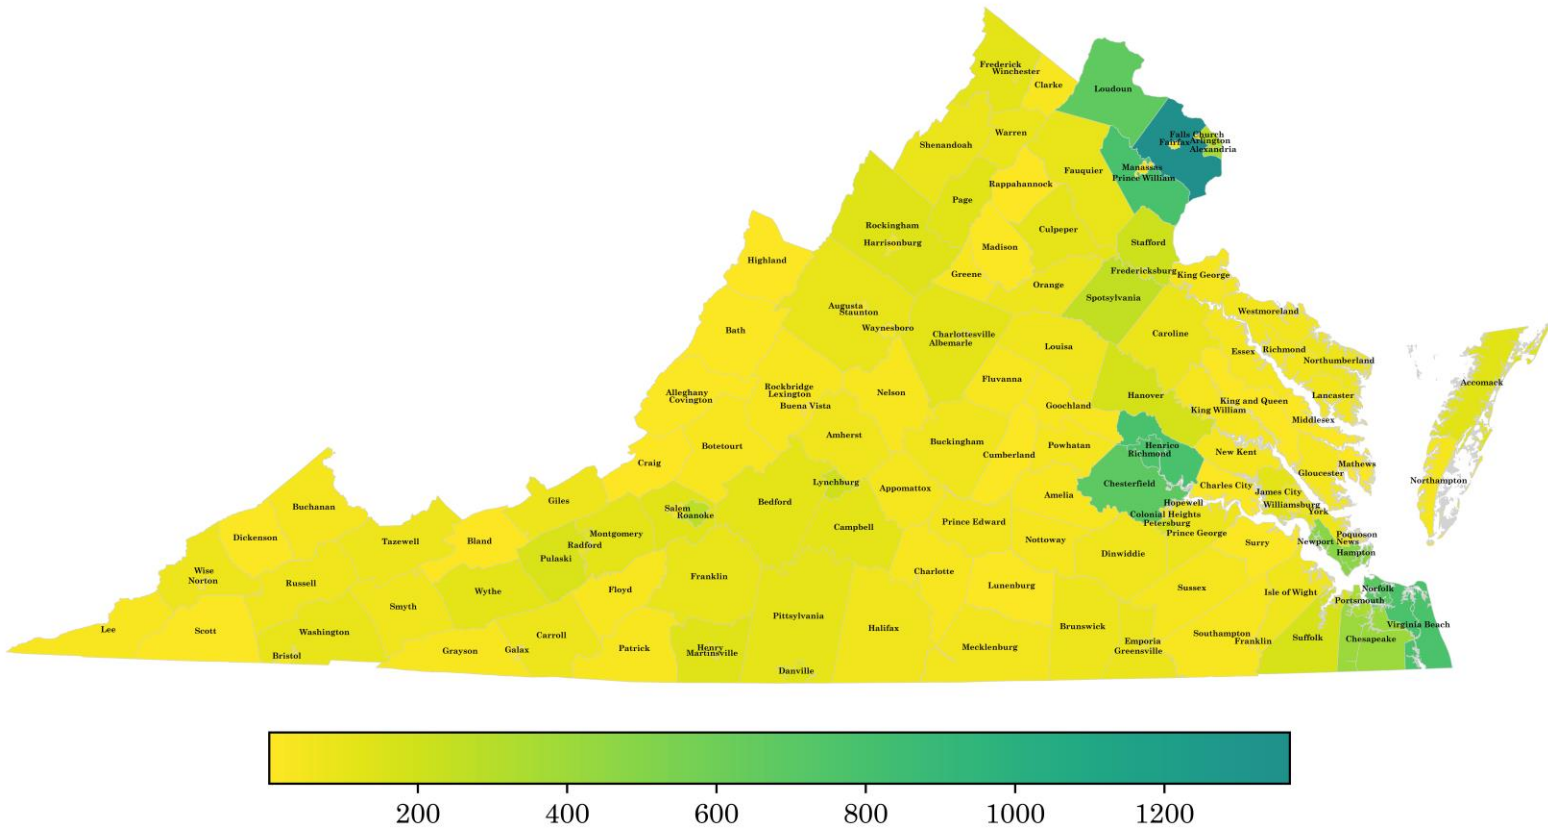 Frederick
Winchester
Clarke
Loudoun
Warren
Falls Church
Arlington
Fairfax
Alexandria
Shenandoah
Manassas
Fauquier
Prince William
Rappahannock
Page
Rockingham
Culpeper
Harrisonburg
Stafford
Madison
Highland
Greene
Fredericksburg
King George
Orange
Spotsylvania
Augusta
Staunton
Westmoreland
Bath
Waynesboro
Charlottesville
Albemarle
Caroline
Louisa
Essex
Richmond
Northumberland
Fluvanna
Accomack
Rockbridge
Lexington
Alleghany
Covington
Buena Vista
Nelson
Goochland
Hanover
King and Queen
King William
Lancaster
Middlesex
Amherst
Botetourt
Buckingham
Cumberland
Powhatan
Henrico
Richmond
New Kent
Craig
Mathews
Gloucester
Northampton
Lynchburg
Appomattox
Chesterfield
Charles City
James City
Amelia
Giles
Bedford
Hopewell
Williamsburg
York
Buchanan
Salem
Roanoke
Campbell
Prince Edward
Colonial Heights
Petersburg
Prince George
Poquoson
Newport News
Hampton
Dickenson
Tazewell
Bland
Montgomery
Radford
Pulaski
Nottoway
Surry
Dinwiddie
Wise
Norton
Russell
Wythe
Floyd
Franklin
Charlotte
Lunenburg
Sussex
Isle of Wight
Norfolk
Portsmouth
Smyth
Pittsylvania
Virginia Beach
Lee
Scott
Washington
Carroll
Halifax
Brunswick
Southampton
Franklin
Suffolk
Chesapeake
Emporia
Greensville
Bristol
Grayson
Galax
Patrick
Henry
Martinsville
Mecklenburg
Danville
200 400 600 800 1000 1200